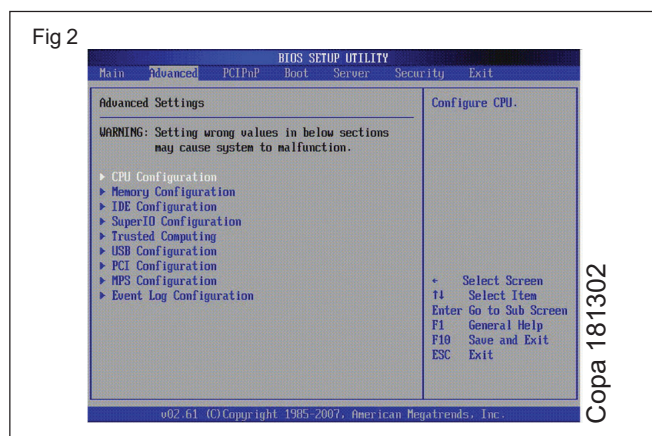 Fig 2
BIOS SETUP UTILITY
Main Advanced PCIPnP Boot Server Security Exit
Advanced Settings
WARNING: Setting wrong values in below sections
may cause system to malfunction.
▶ CPU Configuration
▶ Memory Configuration
▶ IDE Configuration
▶ SuperIO Configuration
▶ Trusted Computing
▶ USB Configuration
▶ PCI Configuration
▶ MPS Configuration
▶ Event Log Configuration
Configure CPU.
← Select Screen
↑↓ Select Item
Enter Go to Sub Screen
F1 General Help
F10 Save and Exit
ESC Exit
v02.61 (C)Copyright 1985-2007, American Megatrends, Inc.
Copa 181302